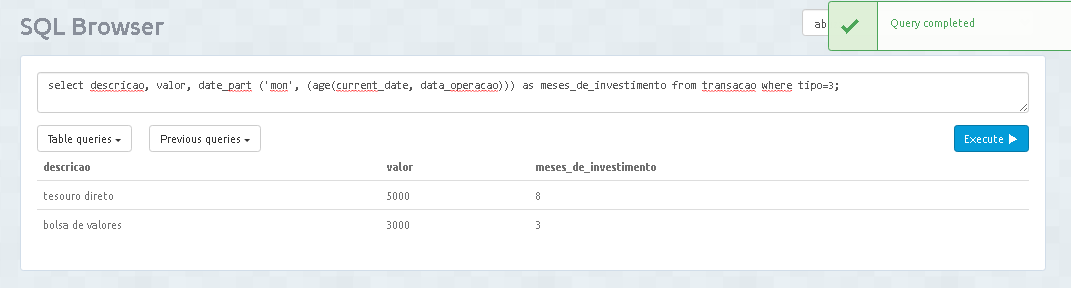 SQL Browser
ab
Query completed
select descricao, valor, date_part ('mon', (age(current_date, data_operacao))) as meses_de_investimento from transacao where tipo=3;
Table queries
Previous queries
Execute
descricao valor meses_de_investimento
tesouro direto 5000 8
bolsa de valores 3000 3